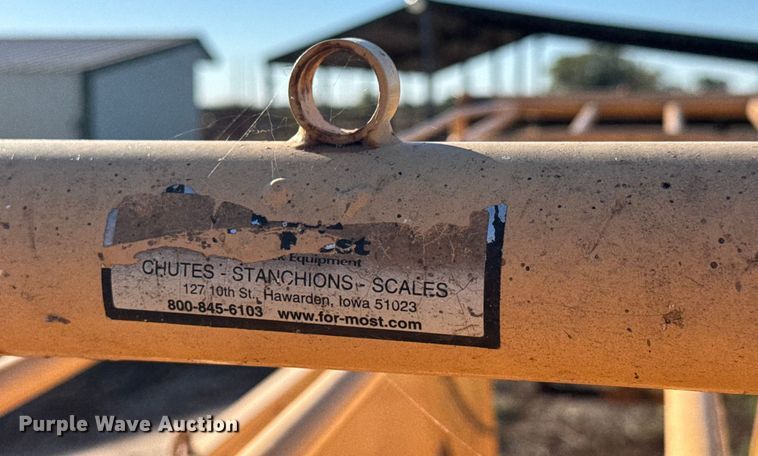 st
Equipment
CHUTES - STANCHIONS - SCALES
127 10th St., Hawarden, Iowa 51023
800-845-6103 www.for-most.com
Purple Wave Auction